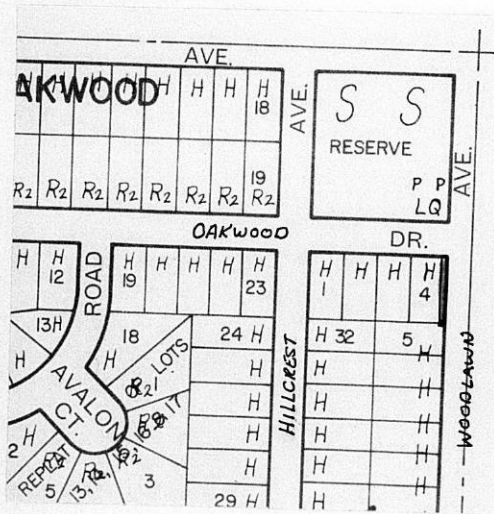 AVE.
AKWOOD
H H H H H H H H
18
AVE.
S S
RESERVE
P P
LQ
AVE.
19
R2 R2 R2 R2 R2 R2 R2 R2
OAKWOOD DR.
H H
12
ROAD
H H H H H
19 23
H H H H
1 4
13H
18
H
H
LOTS
24 H
H
H
H
H
29 H
HILLCREST
H 32 5
H H
H H
H H
H H
H H
WOODLAWN
AVALON
CT.
17
2
H
REPLAT
5
13,
3